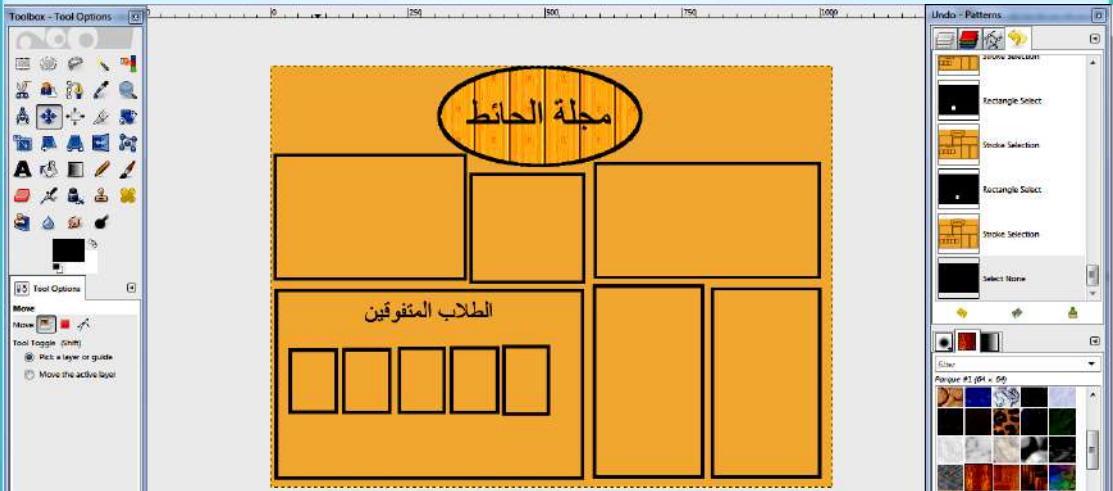 Toolbox - Tool Options
Undo - Patterns
0
250
500
750
1000
Stroke Selection
Rectangle Select
Stroke Selection
Rectangle Select
Stroke Selection
Select None
مجلة الحائط
الطلاب المتفوقين
Tool Options
Move
Move:
Tool Toggle (Shift)
Pick a layer or guide
Move the active layer
filter
Parque #1 (64 × 64)